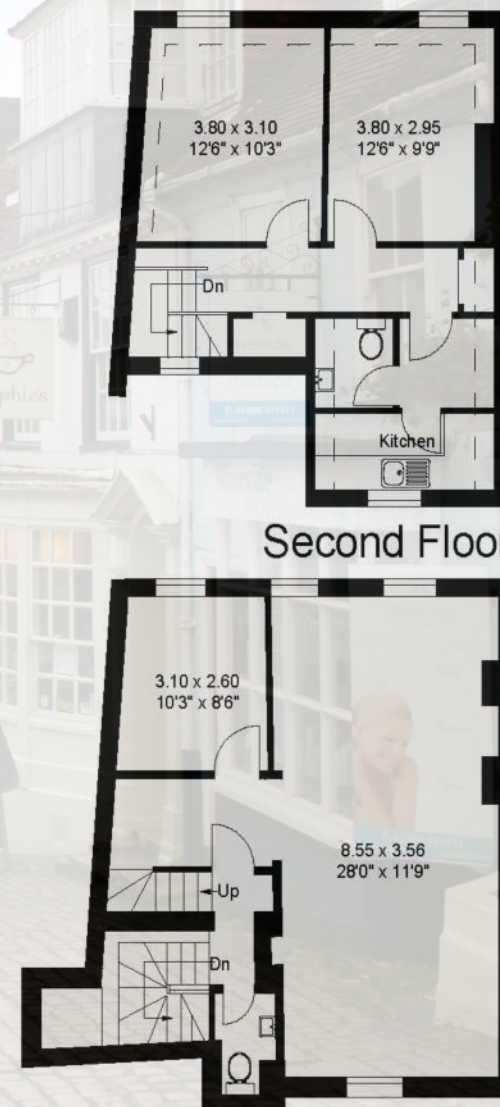 3.80 x 3.10
12'6" x 10'3"
3.80 x 2.95
12'6" x 9'9"
Dn
Kitchen
Second Floo
3.10 x 2.60
10'3" x 8'6"
8.55 x 3.56
28'0" x 11'9"
Up
Dn